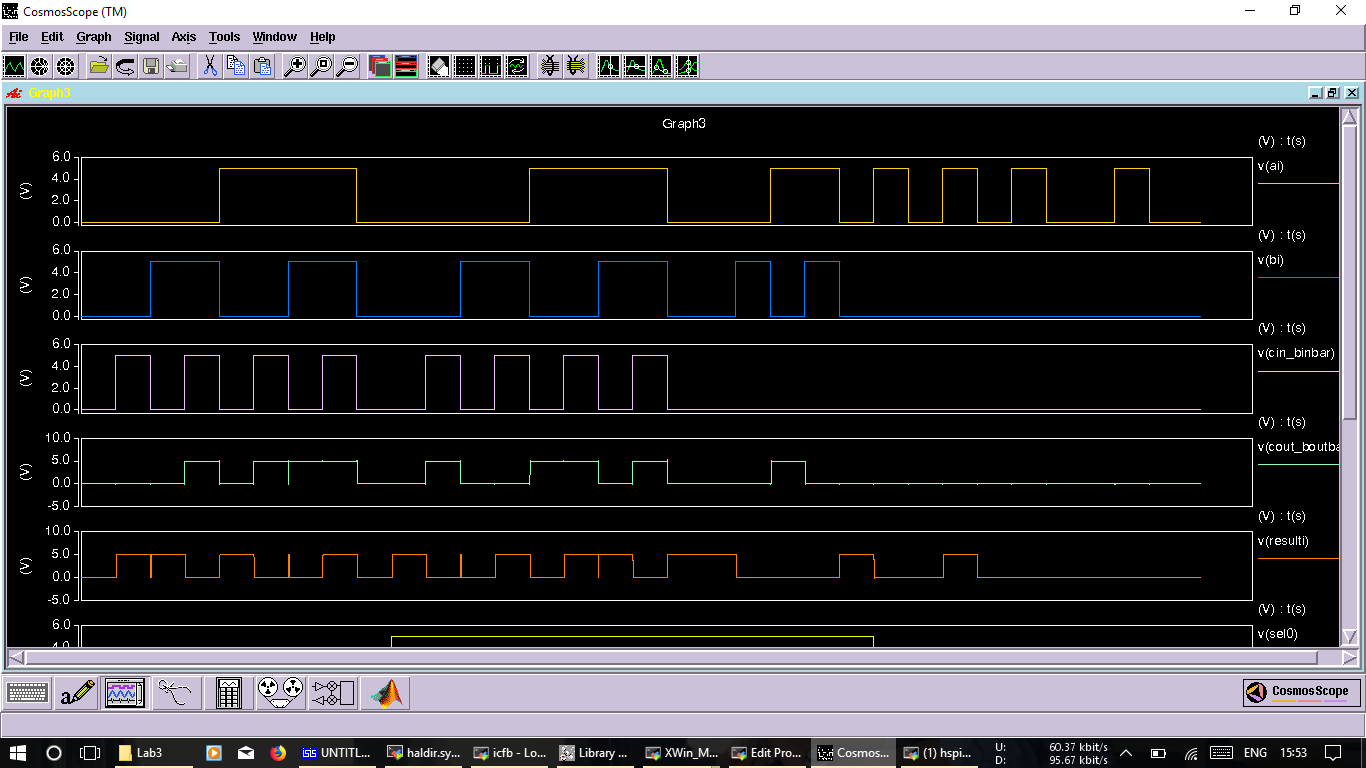 CosmosScope (TM)
File Edit Graph Signal Axis Tools Window Help
Graph3
Graph3
(V) : t(s)
v(ai)
6.0
4.0
2.0
0.0
(V)
(V) : t(s)
v(bi)
6.0
4.0
2.0
0.0
(V)
(V) : t(s)
v(cin_binbar)
6.0
4.0
2.0
0.0
(V)
(V) : t(s)
v(cout_boutba
10.0
5.0
0.0
-5.0
(V)
(V) : t(s)
v(resulti)
10.0
5.0
0.0
-5.0
(V)
(V) : t(s)
v(sel0)
6.0
4.0
a
CosmosScope
Lab3
isis UNTITL...
haldir.sy...
icfb - Lo...
Library ...
XWin_M...
Edit Pro...
Cosmos...
(1) hspi...
U: 60.37 kbit/s
D: 95.67 kbit/s
ENG
15:53